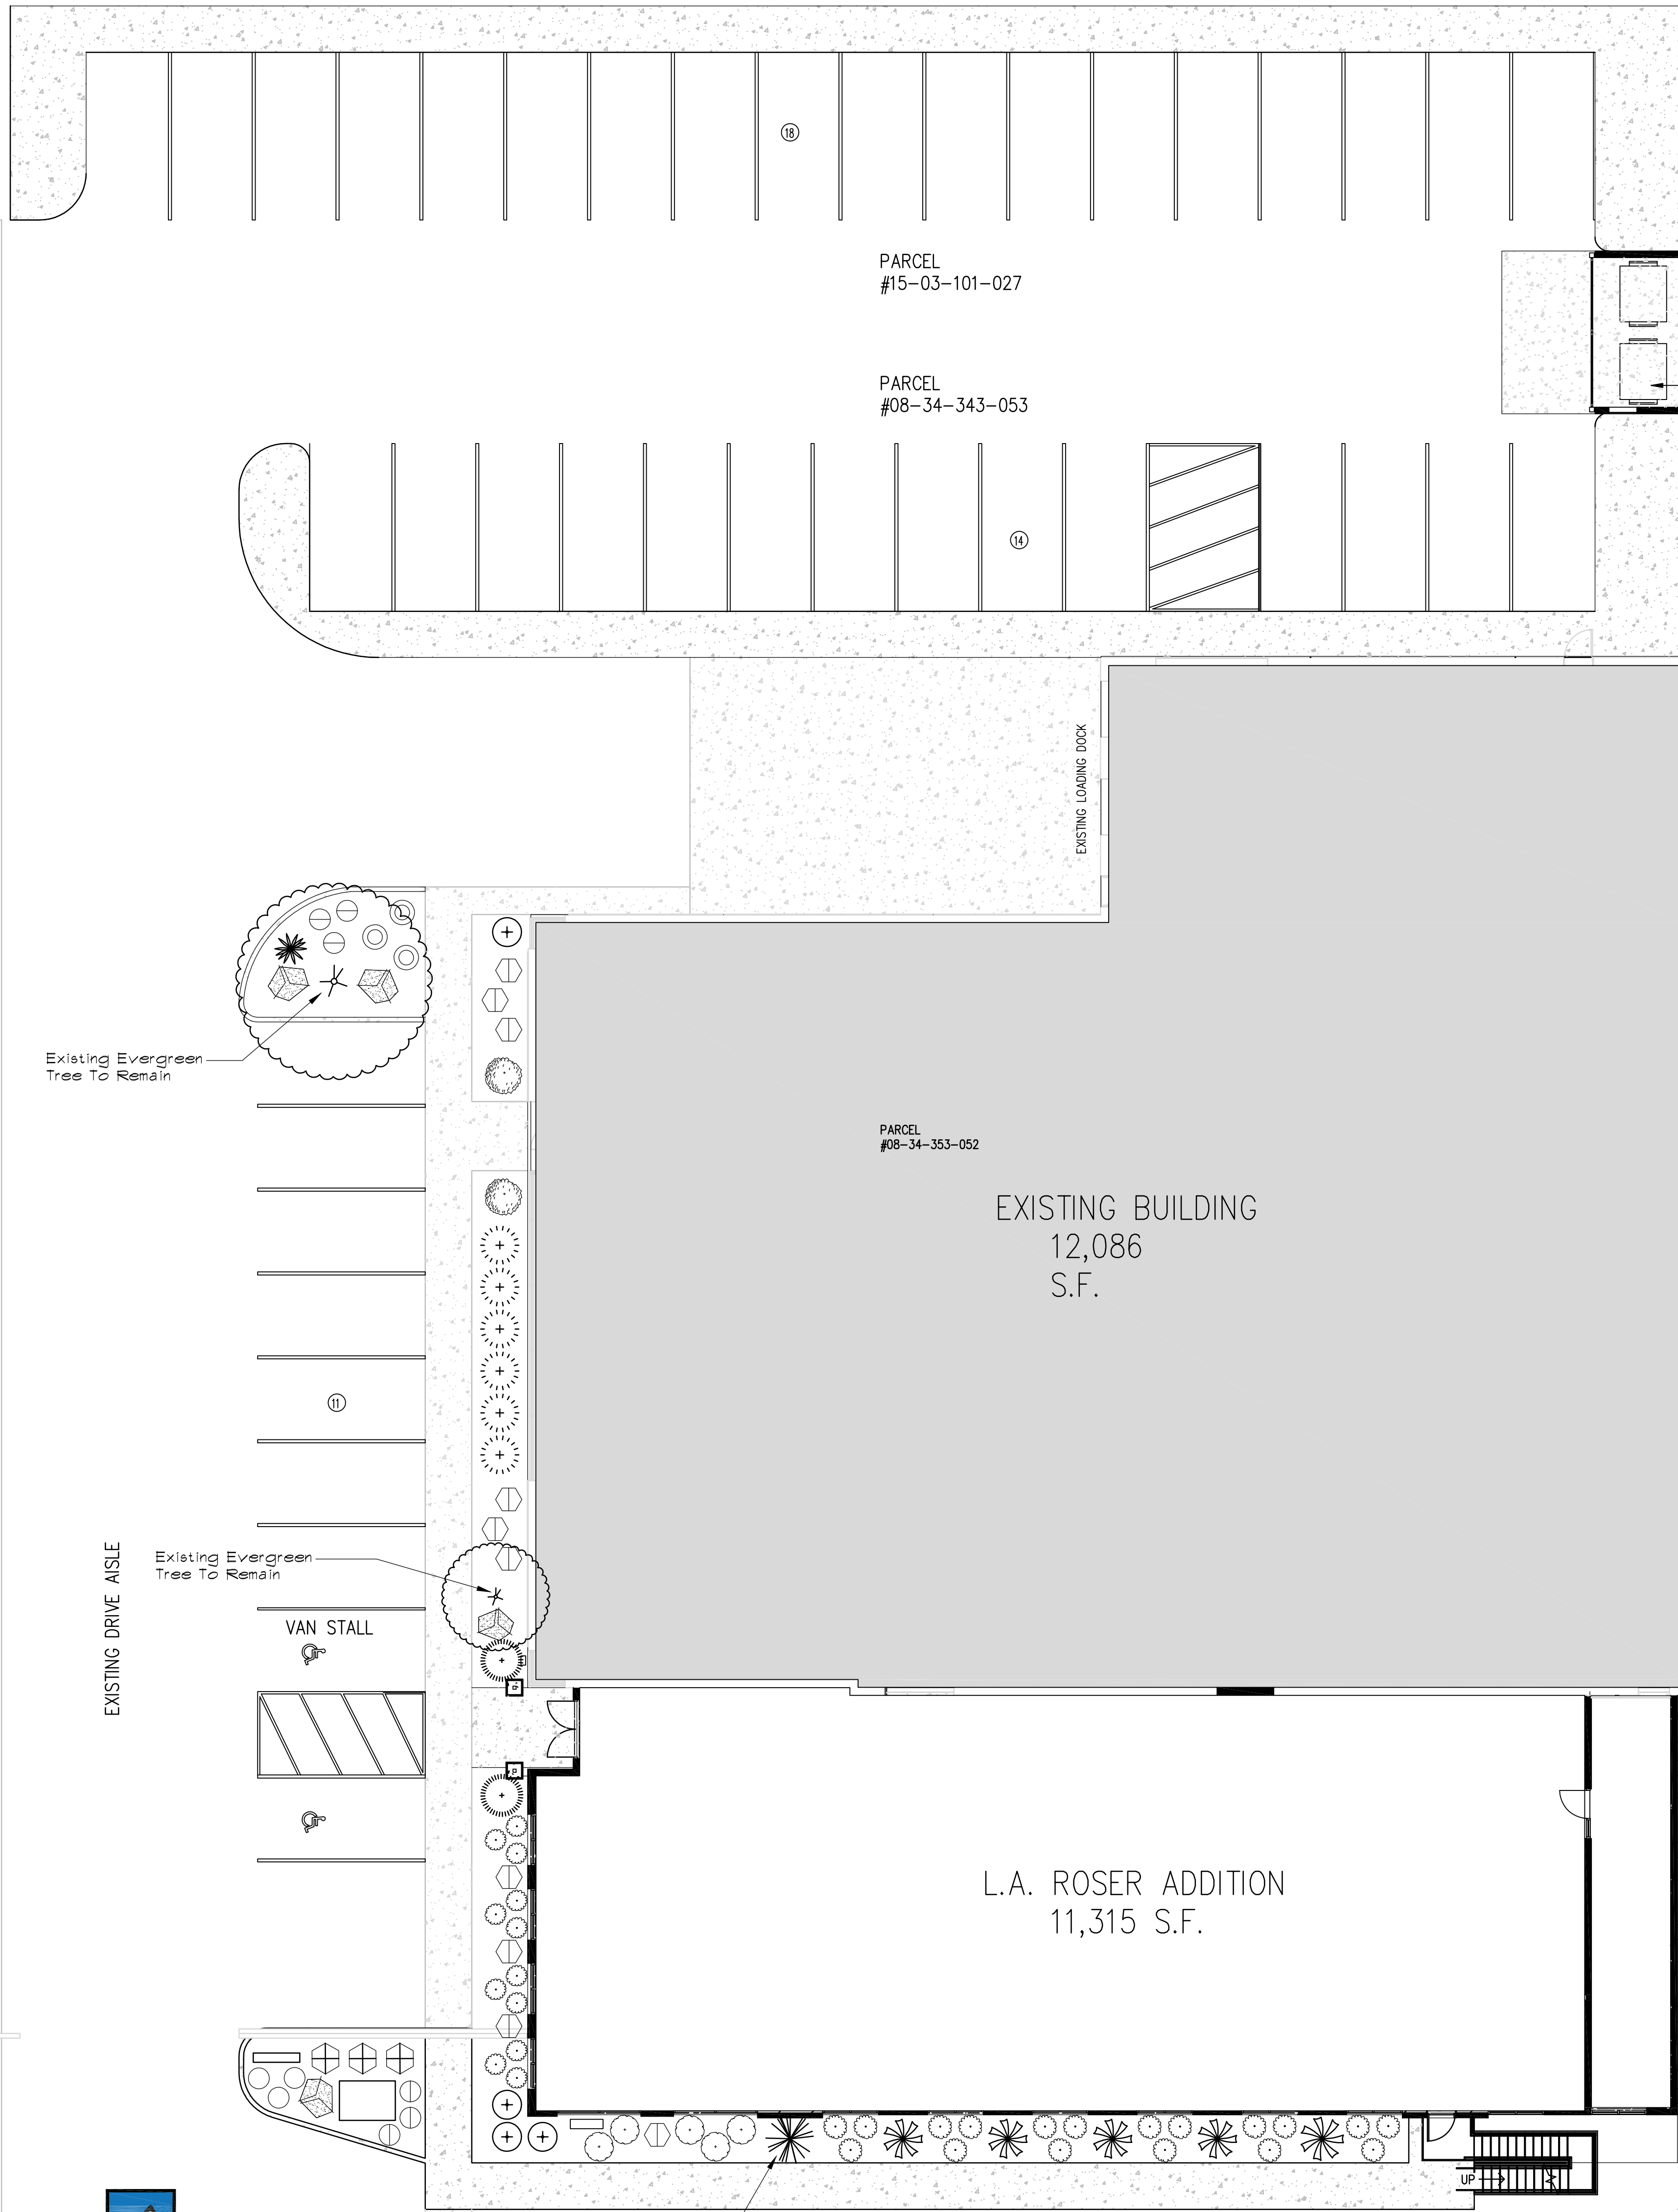 18
PARCEL
#15-03-101-027
PARCEL
#08-34-343-053
14
EXISTING LOADING DOCK
Existing Evergreen
Tree To Remain
PARCEL
#08-34-353-052
EXISTING BUILDING
12,086
S.F.
11
EXISTING DRIVE AISLE
Existing Evergreen
Tree To Remain
VAN STALL
L.A. ROSER ADDITION
11,315 S.F.
UP